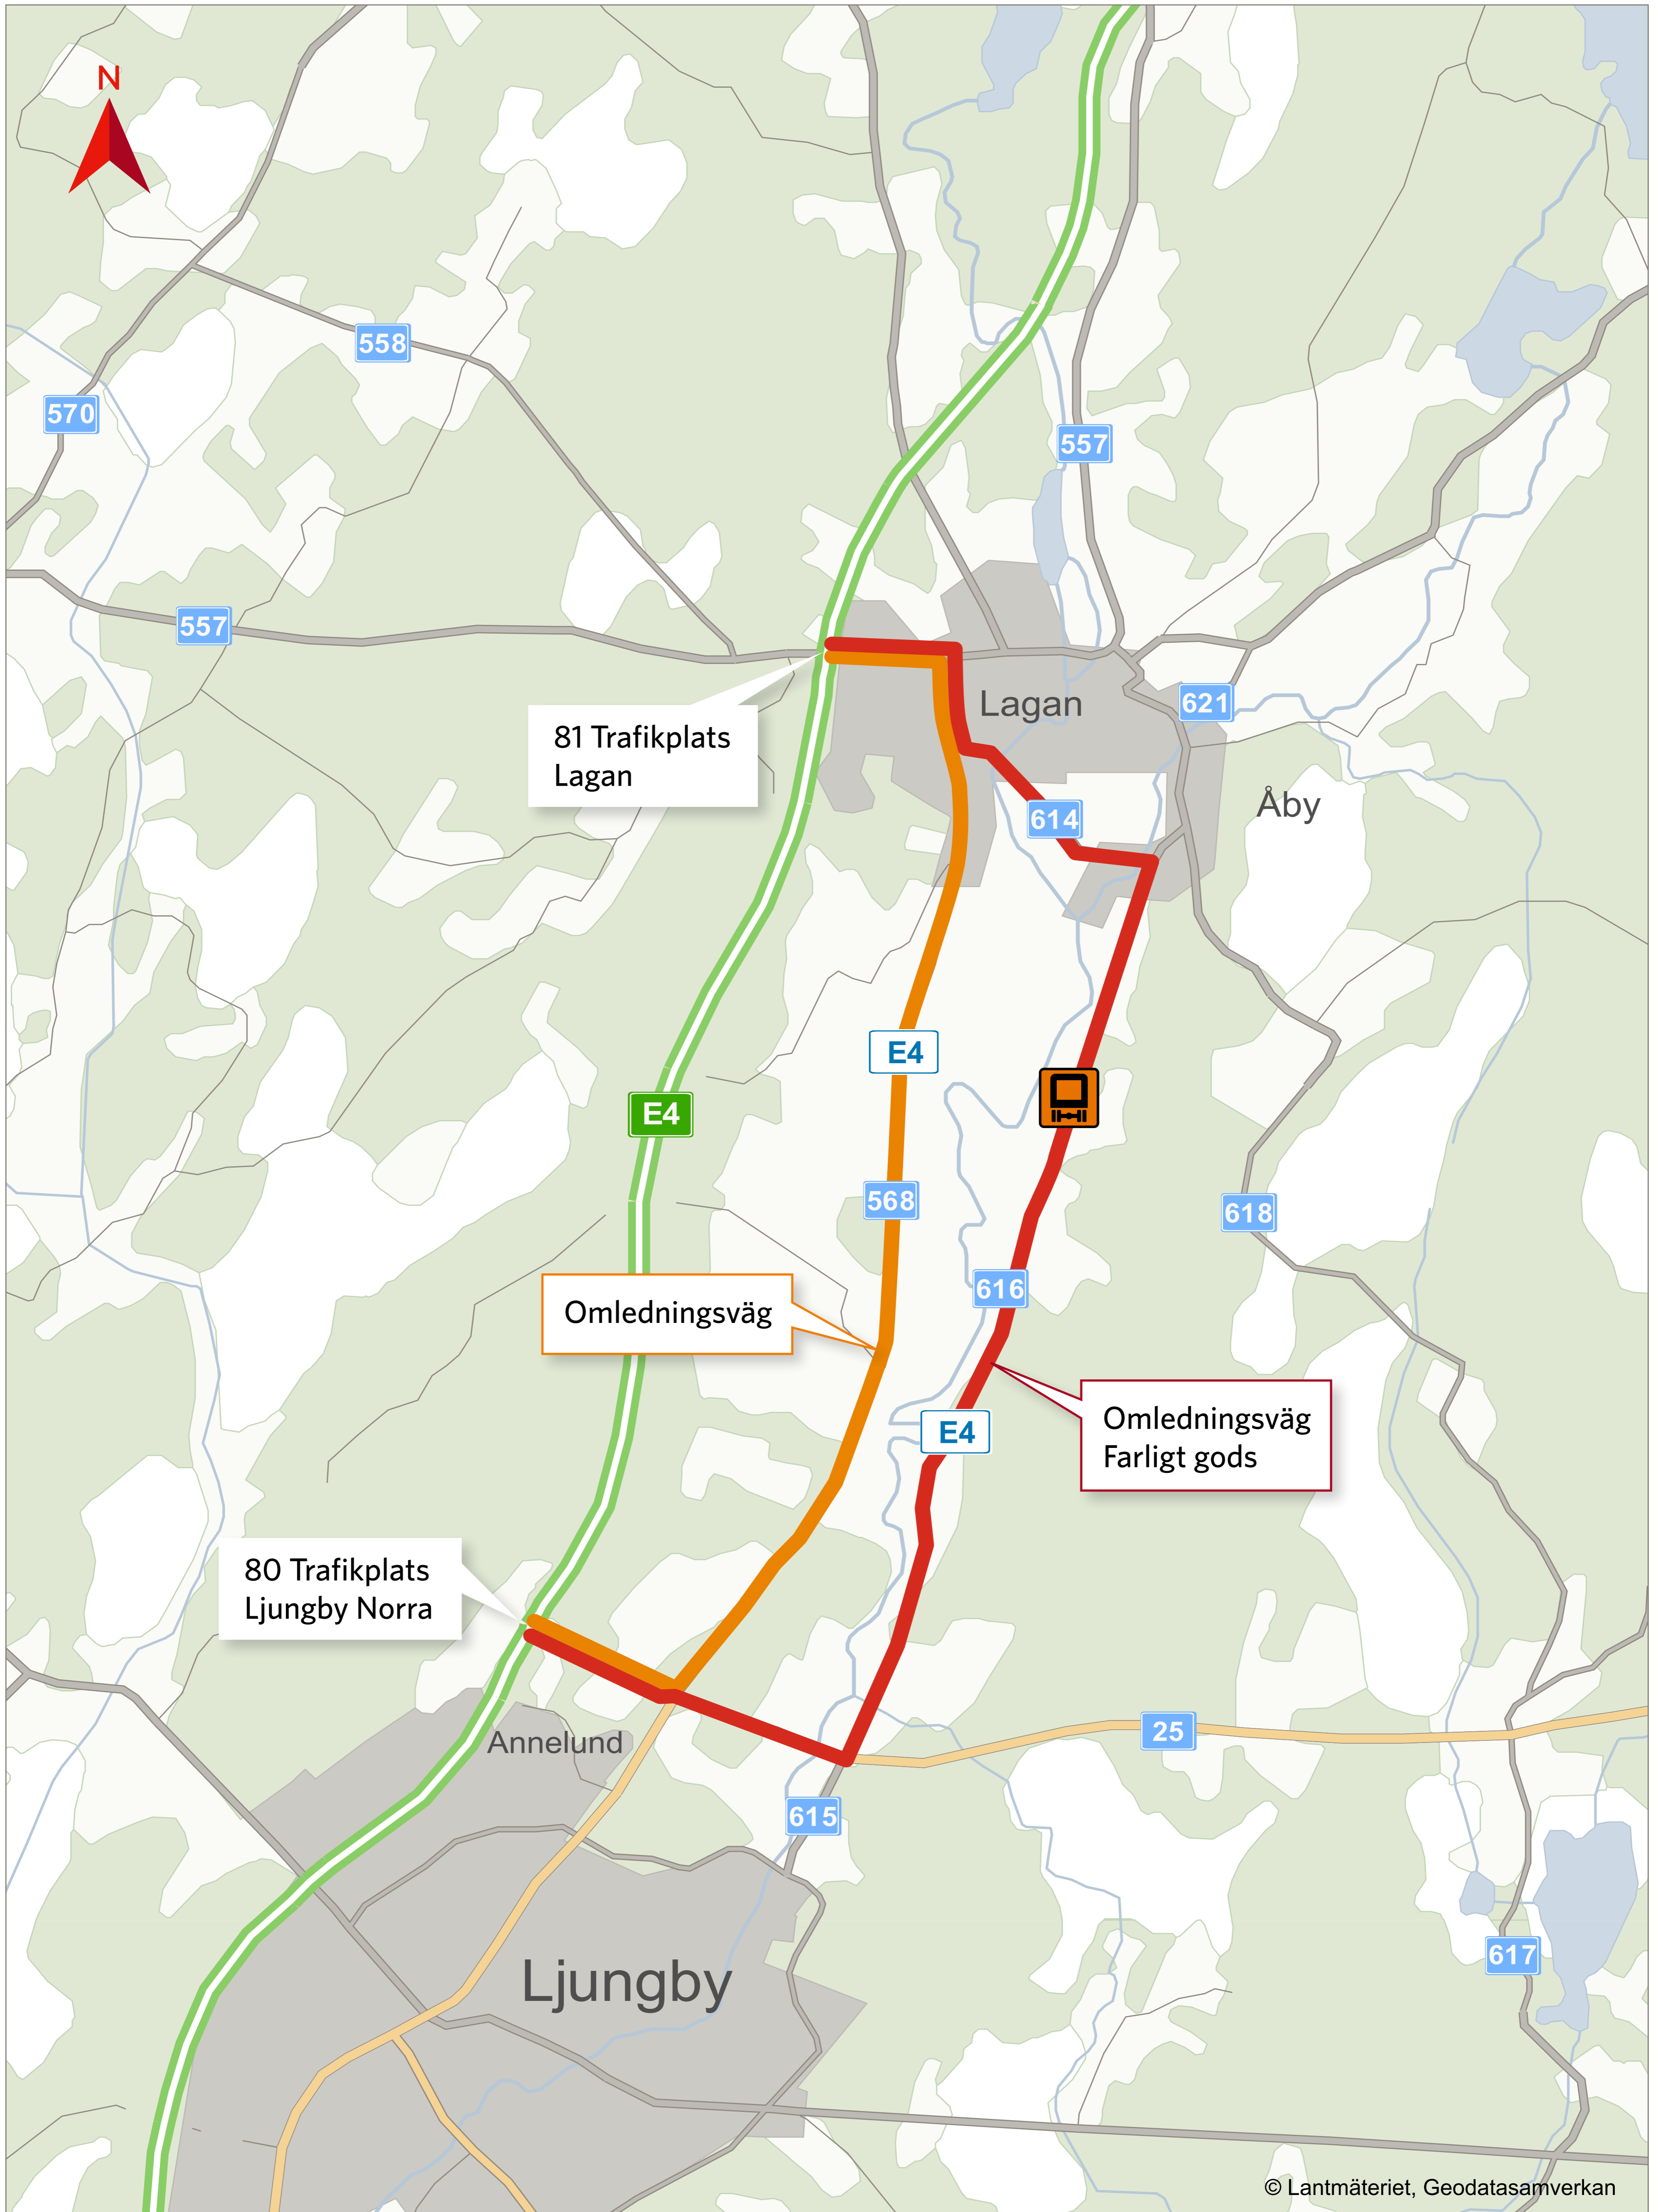 N
558
570
557
557
81 Trafikplats
Lagan
Lagan
621
614
Åby
E4
E4
568
618
616
Omledningsväg
E4
Omledningsväg
Farligt gods
80 Trafikplats
Ljungby Norra
Annelund
25
615
617
Ljungby
© Lantmäteriet, Geodatasamverkan